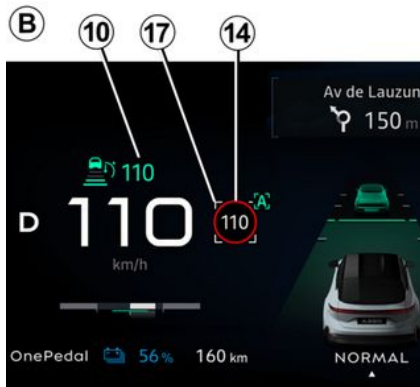 B
10
17
14
Av de Lauzun
150 m
110
A
D
110
110
km/h
OnePedal
56 %
160 km
NORMAL